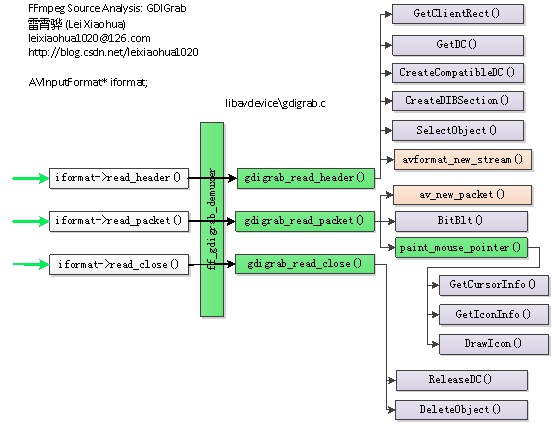 FFmpeg Source Analysis: GDIGrab
雷霄骅 (Lei Xiaohua)
leixiaohua1020@126.com
http://blog.csdn.net/leixiaohua1020
AVInputFormat* iformat;
libavdevice\gdigrab.c
iformat->read_header()
iformat->read_packet()
iformat->read_close()
ff_gdigrab_demuxer
gdigrab_read_header()
gdigrab_read_packet()
gdigrab_read_close()
GetClientRect()
GetDC()
CreateCompatibleDC()
CreateDIBSection()
SelectObject()
avformat_new_stream()
av_new_packet()
BitBlt()
paint_mouse_pointer()
GetCursorInfo()
GetIconInfo()
DrawIcon()
ReleaseDC()
DeleteObject()